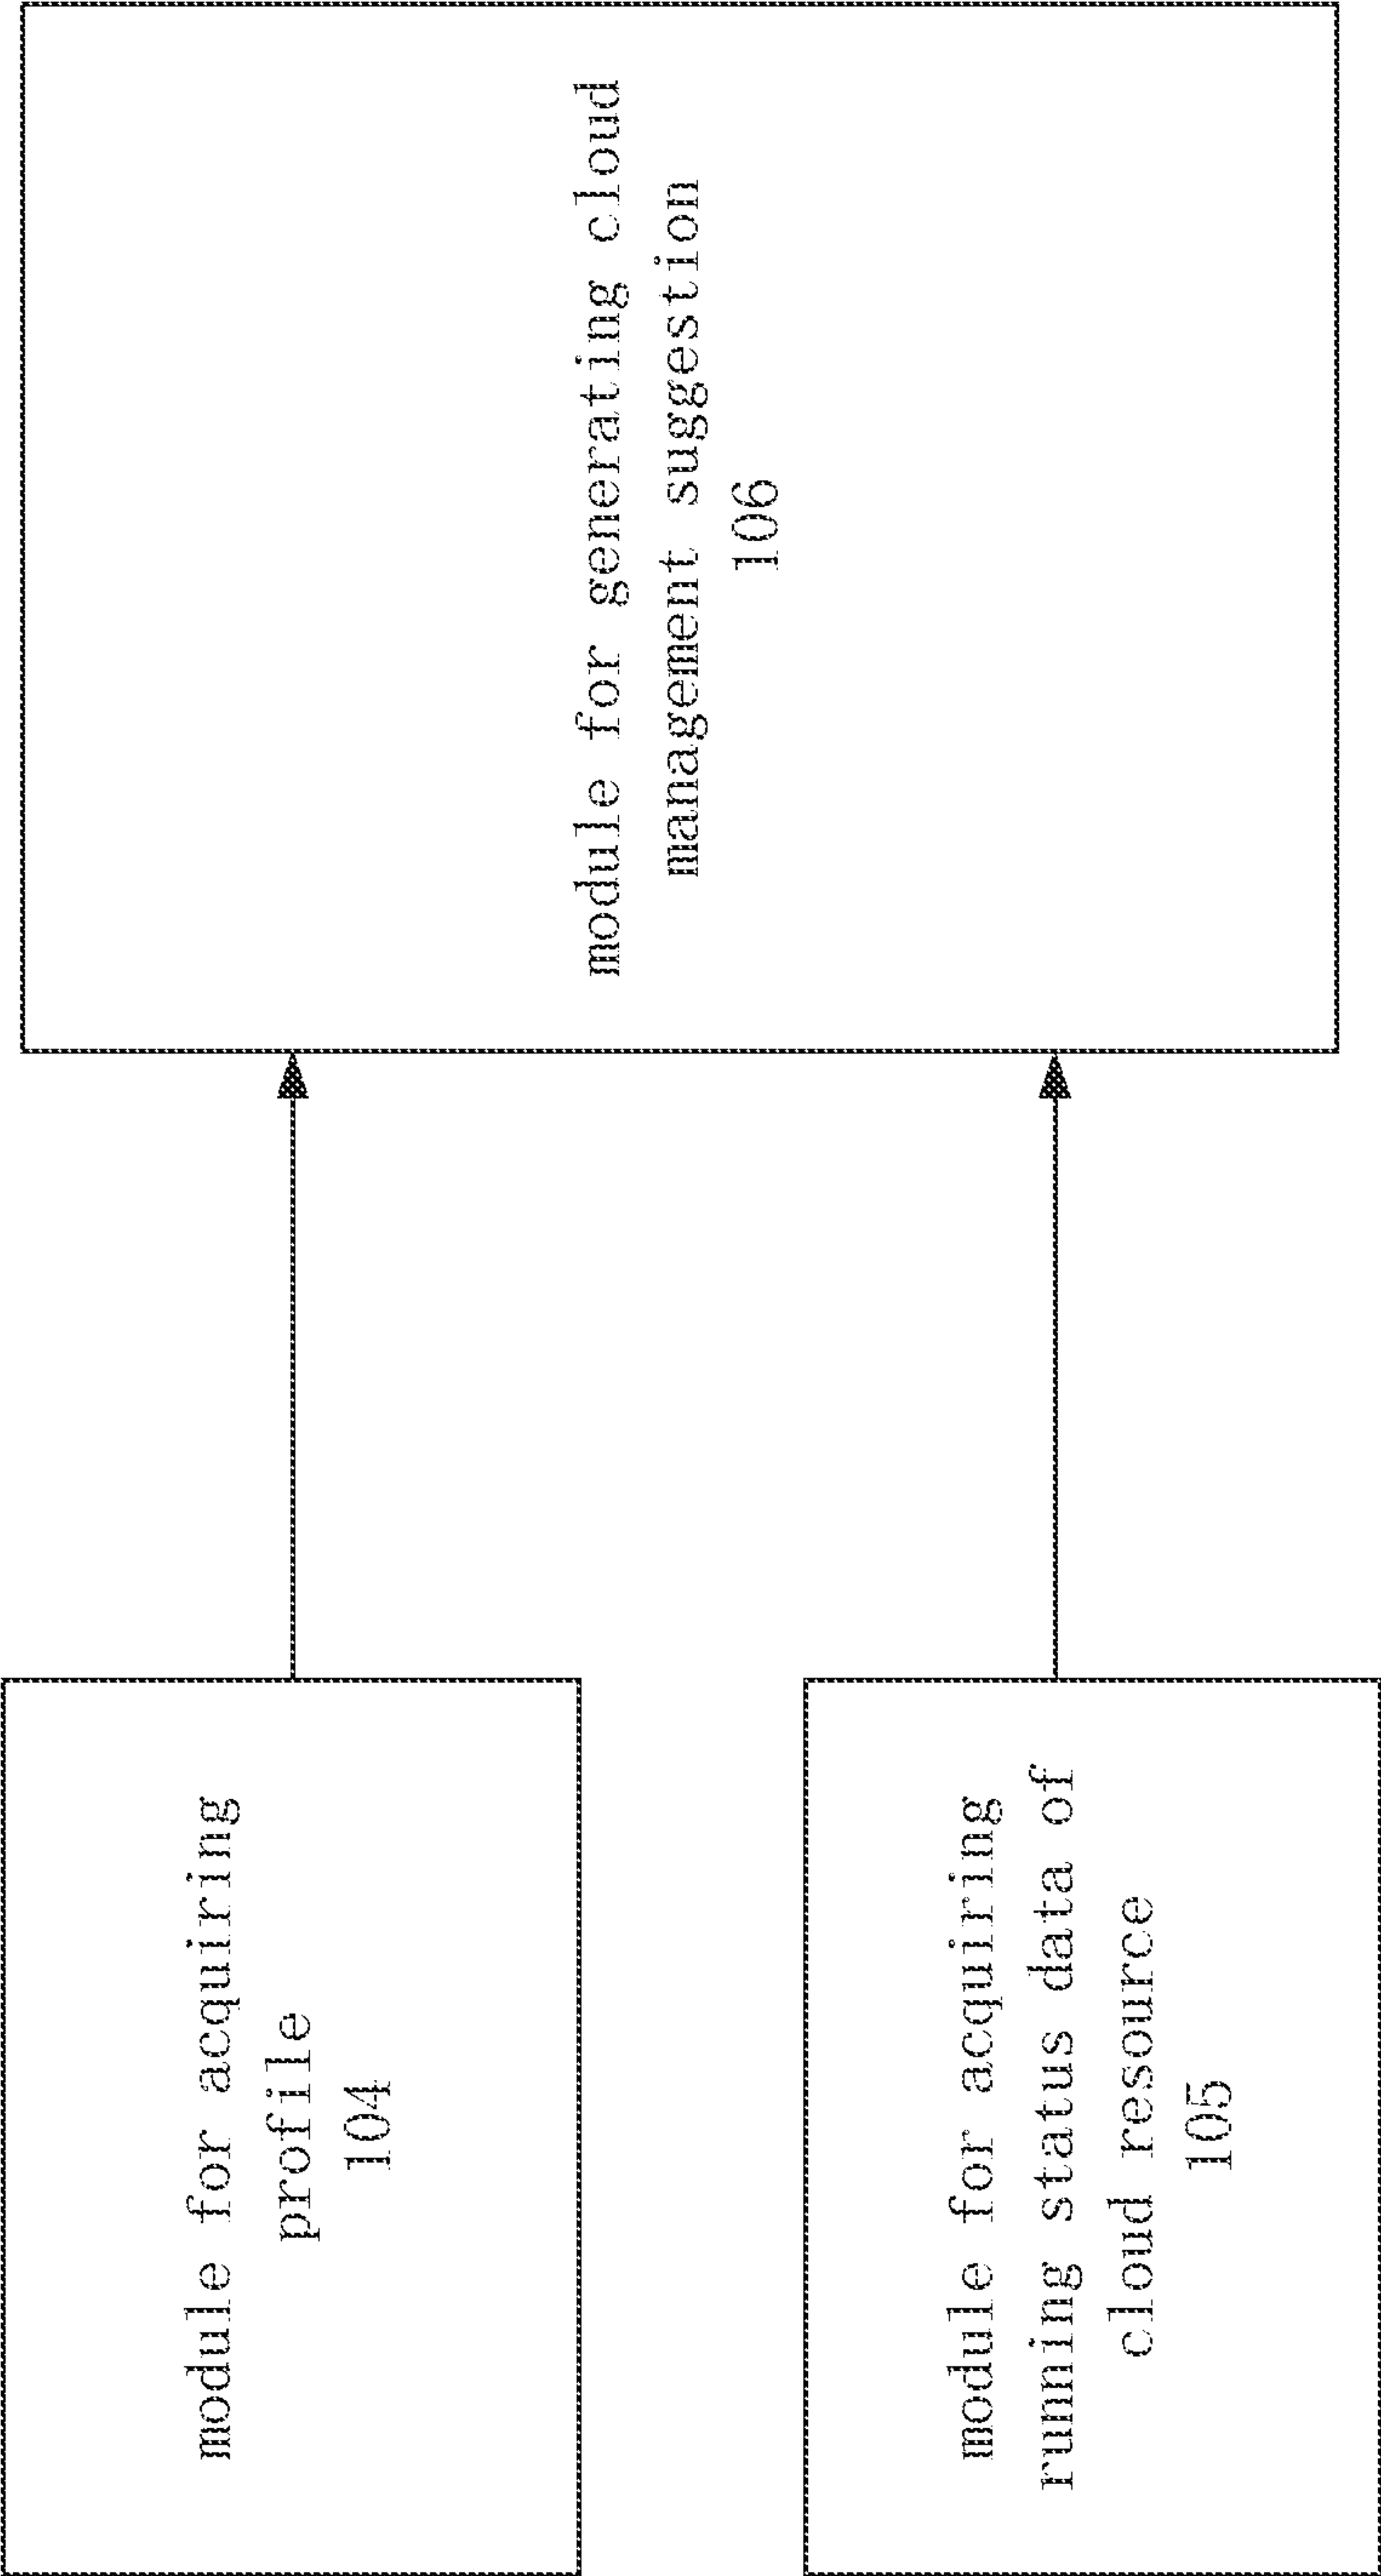 module for acquiring
profile
104
module for acquiring
running status data of
cloud resource
105
module for generating cloud
management suggestion
106